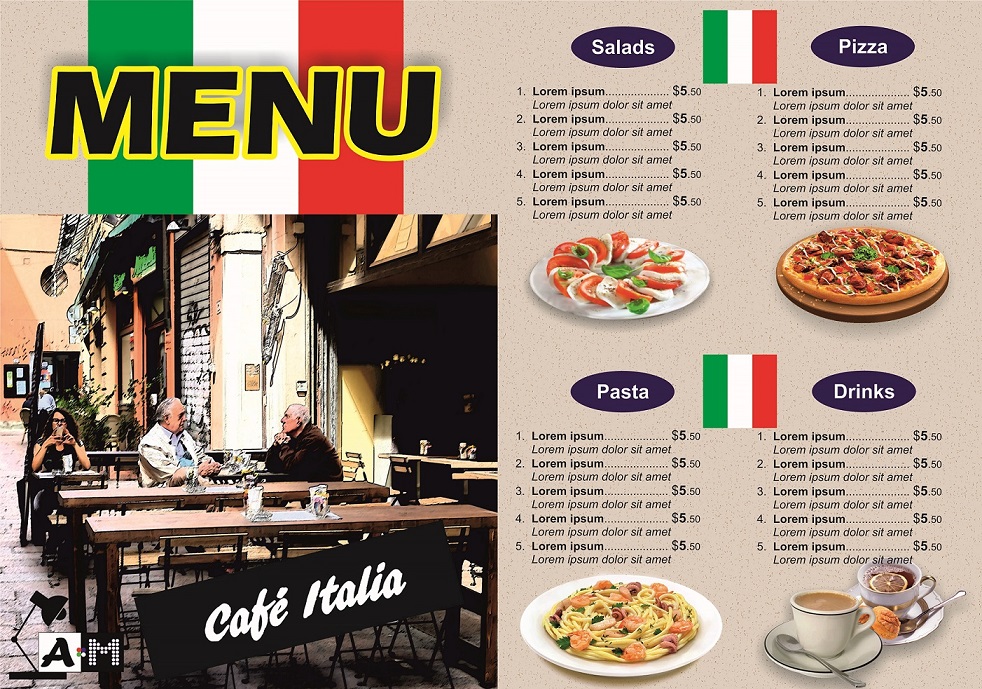 MENU
Café Italia
A+M
Salads
1. Lorem ipsum..................... $5.50
Lorem ipsum dolor sit amet
2. Lorem ipsum..................... $5.50
Lorem ipsum dolor sit amet
3. Lorem ipsum..................... $5.50
Lorem ipsum dolor sit amet
4. Lorem ipsum..................... $5.50
Lorem ipsum dolor sit amet
5. Lorem ipsum..................... $5.50
Lorem ipsum dolor sit amet
Pizza
1. Lorem ipsum..................... $5.50
Lorem ipsum dolor sit amet
2. Lorem ipsum..................... $5.50
Lorem ipsum dolor sit amet
3. Lorem ipsum..................... $5.50
Lorem ipsum dolor sit amet
4. Lorem ipsum..................... $5.50
Lorem ipsum dolor sit amet
5. Lorem ipsum..................... $5.50
Lorem ipsum dolor sit amet
Pasta
1. Lorem ipsum..................... $5.50
Lorem ipsum dolor sit amet
2. Lorem ipsum..................... $5.50
Lorem ipsum dolor sit amet
3. Lorem ipsum..................... $5.50
Lorem ipsum dolor sit amet
4. Lorem ipsum..................... $5.50
Lorem ipsum dolor sit amet
5. Lorem ipsum..................... $5.50
Lorem ipsum dolor sit amet
Drinks
1. Lorem ipsum..................... $5.50
Lorem ipsum dolor sit amet
2. Lorem ipsum..................... $5.50
Lorem ipsum dolor sit amet
3. Lorem ipsum..................... $5.50
Lorem ipsum dolor sit amet
4. Lorem ipsum..................... $5.50
Lorem ipsum dolor sit amet
5. Lorem ipsum..................... $5.50
Lorem ipsum dolor sit amet